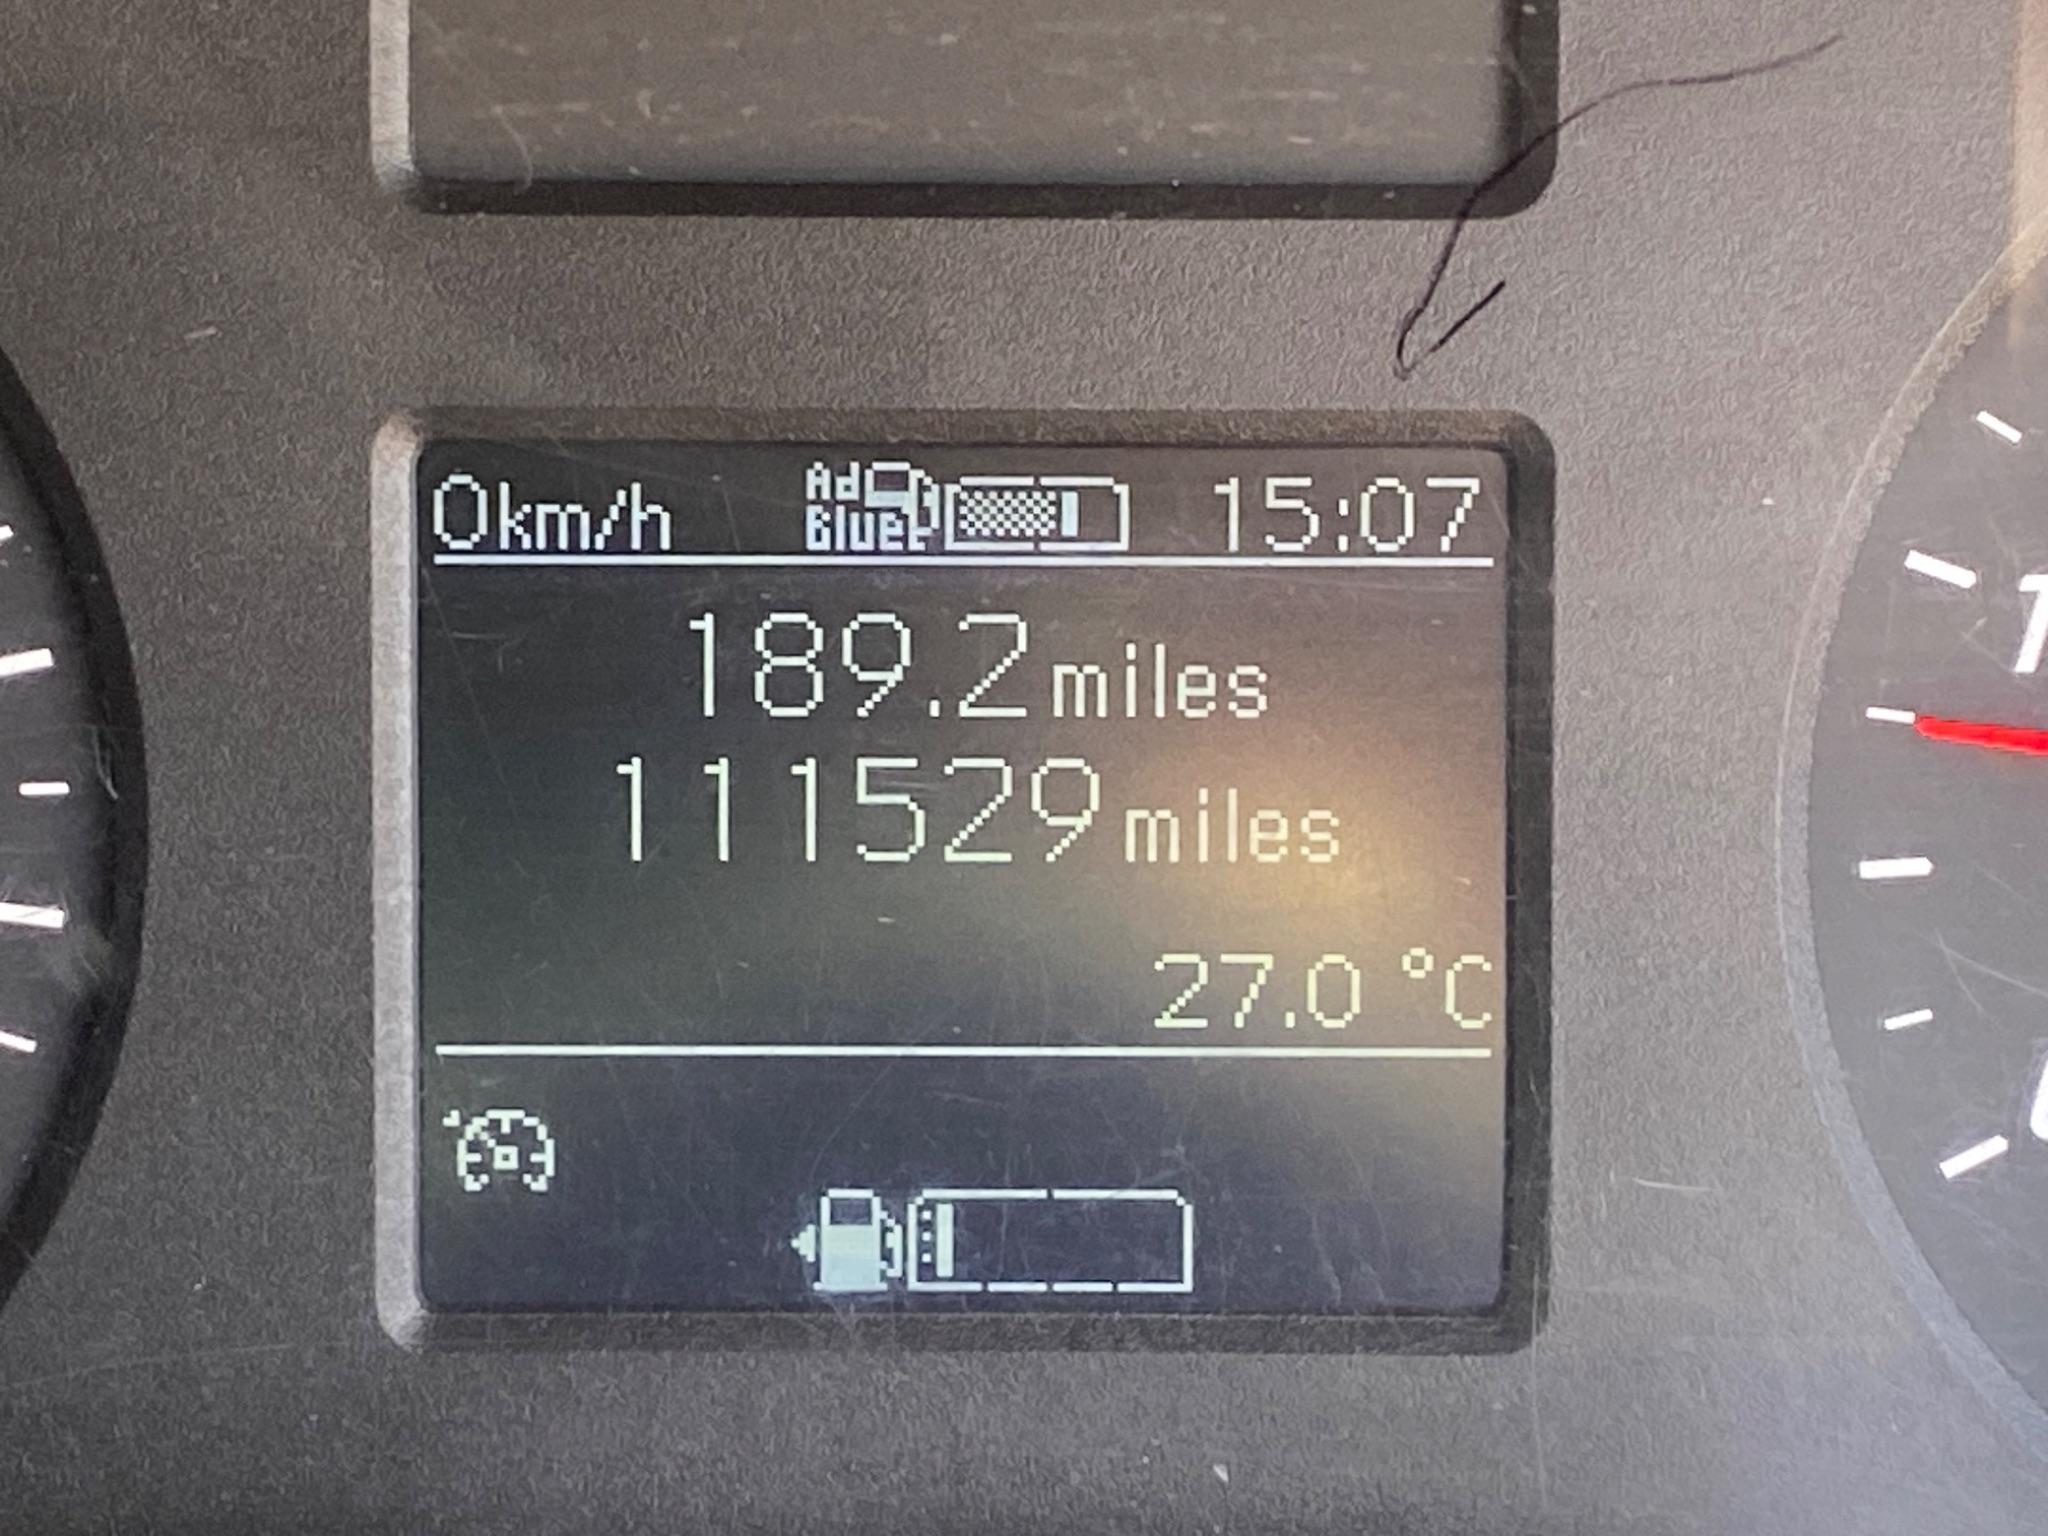 0km/h AdBlue 15:07
189.2 miles
111529 miles
27.0 °C